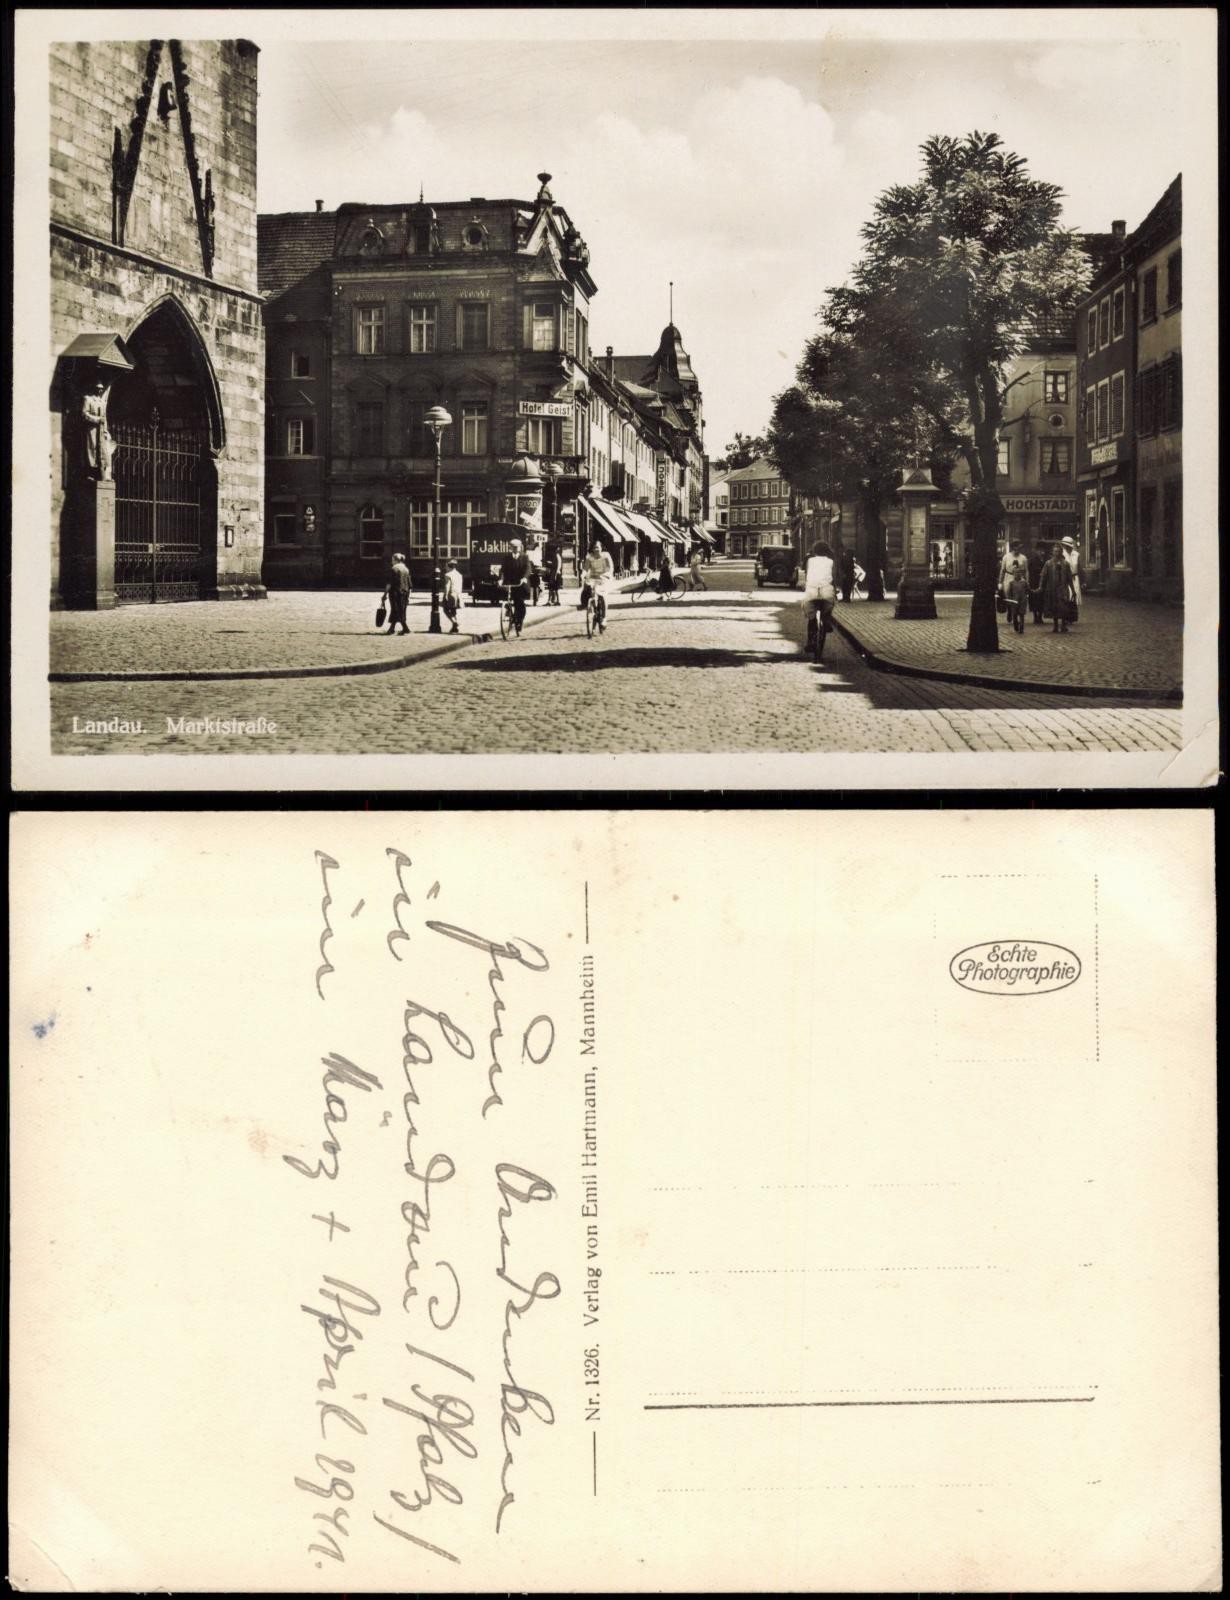 Hotel Geist
F. Jakli
Eis
HOCHSTADT
Landau. Marktstraße
Echte
Photographie
Nr. 1326. Verlag von Emil Hartmann, Mannheim
Zum Andenken
in Landau / Pfalz /
im März + April 1941.